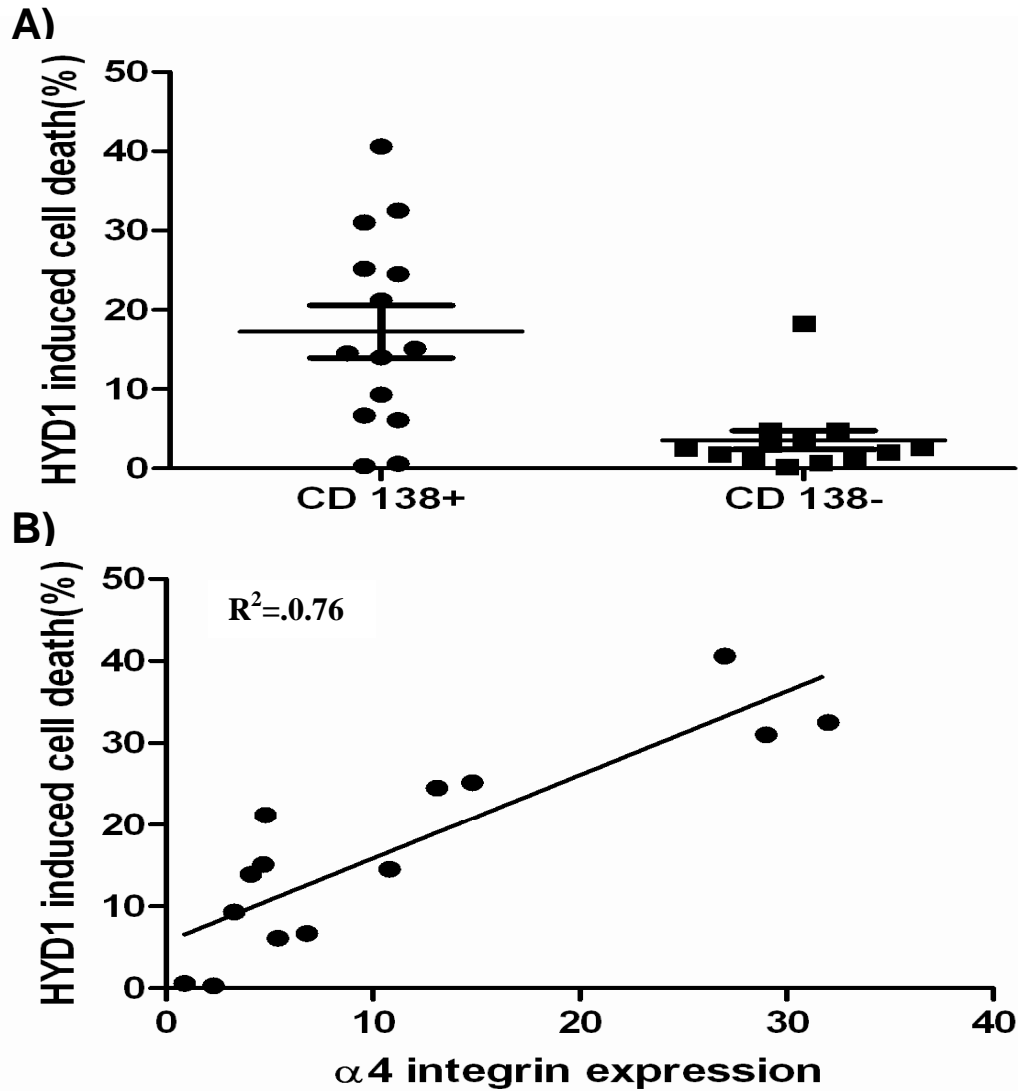 A)
HYD1 induced cell death(%)
50
40
30
20
10
0
CD 138+ CD 138-
B)
HYD1 induced cell death(%)
R²=.0.76
50
40
30
20
10
0
0 10 20 30 40
α4 integrin expression